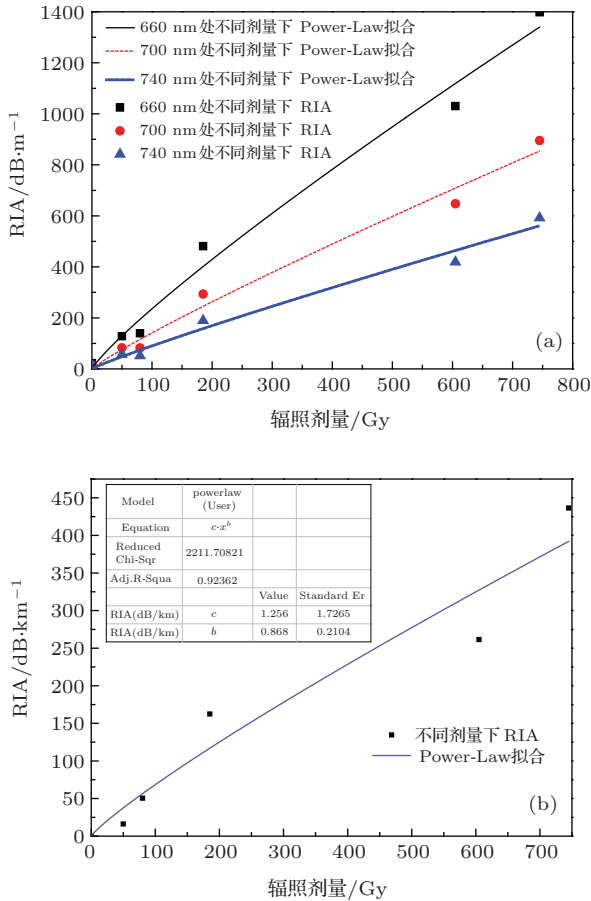 1400
1200
1000
800
600
400
200
0
RIA/dB·m⁻¹
660 nm处不同剂量下 Power-Law拟合
700 nm处不同剂量下 Power-Law拟合
740 nm处不同剂量下 Power-Law拟合
660 nm处不同剂量下 RIA
700 nm处不同剂量下 RIA
740 nm处不同剂量下 RIA
(a)
0 100 200 300 400 500 600 700 800
辐照剂量/Gy
450
400
350
300
250
200
150
100
50
0
RIA/dB·km⁻¹
Model powerlaw (User)
Equation c·xᵇ
Reduced Chi-Sqr 2211.70821
Adj.R-Squa 0.92362
Value Standard Er
RIA(dB/km) c 1.256 1.7265
RIA(dB/km) b 0.868 0.2104
不同剂量下 RIA
Power-Law拟合
(b)
0 100 200 300 400 500 600 700
辐照剂量/Gy